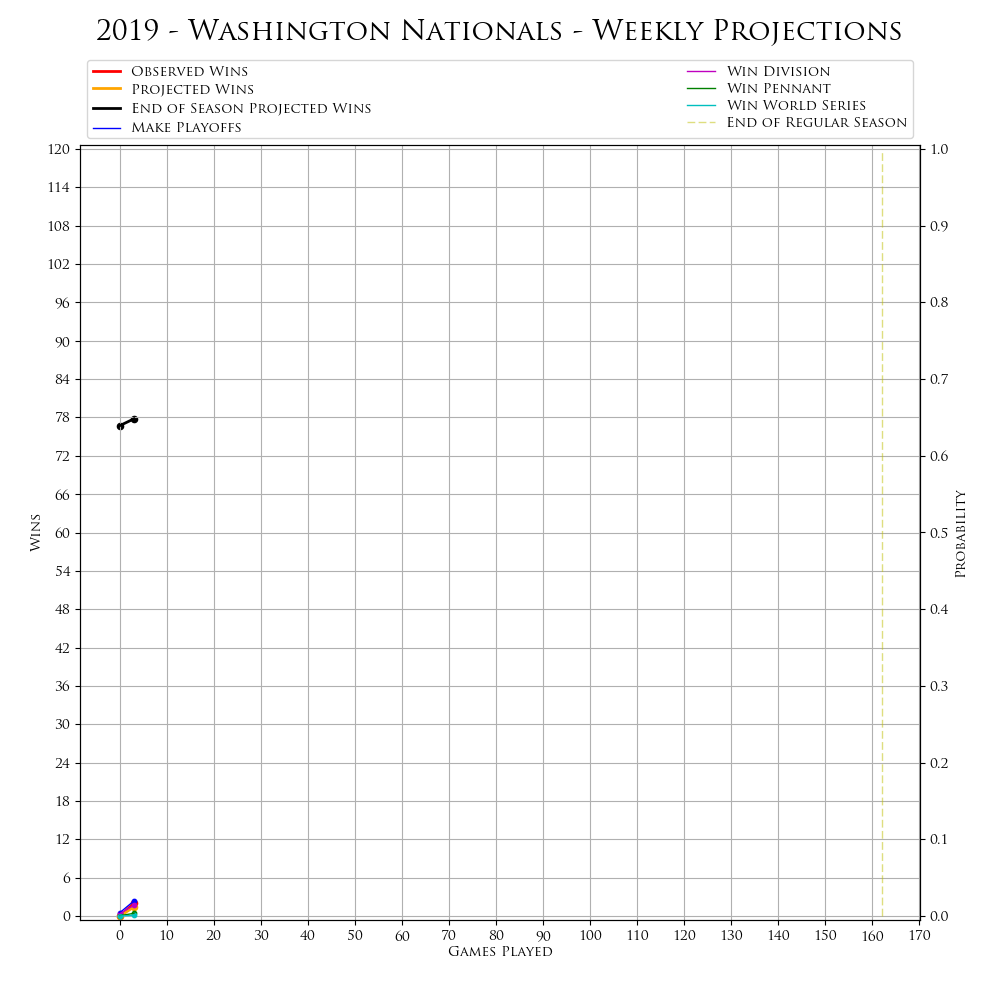 2019 - Washington Nationals - Weekly Projections
Observed Wins
Projected Wins
End of Season Projected Wins
Make Playoffs
Win Division
Win Pennant
Win World Series
End of Regular Season
120
114
108
102
96
90
84
78
72
66
60
54
48
42
36
30
24
18
12
6
0
Wins
1.0
0.9
0.8
0.7
0.6
0.5
0.4
0.3
0.2
0.1
0.0
Probability
0 10 20 30 40 50 60 70 80 90 100 110 120 130 140 150 160 170
Games Played